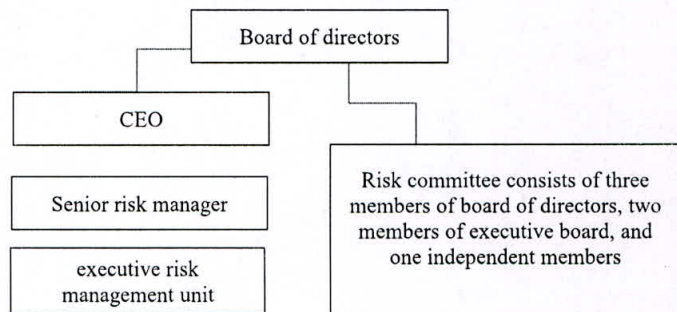 Board of directors
CEO
Senior risk manager
executive risk
management unit
Risk committee consists of three
members of board of directors, two
members of executive board, and
one independent members